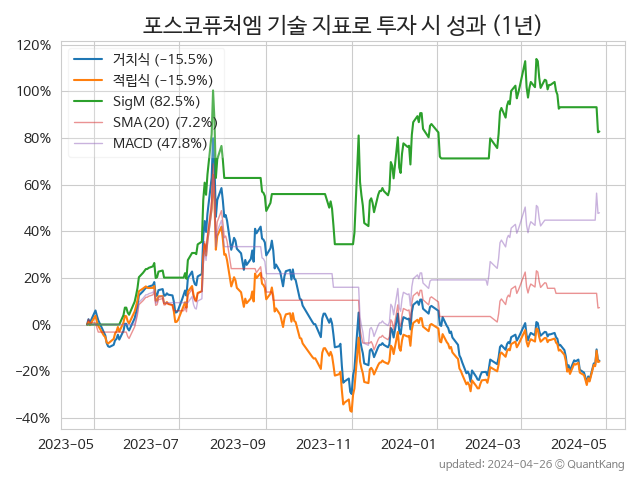 포스코퓨처엠 기술 지표로 투자 시 성과 (1년)
120%
100%
80%
60%
40%
20%
0%
−20%
−40%
거치식 (−15.5%)
적립식 (−15.9%)
SigM (82.5%)
SMA(20) (7.2%)
MACD (47.8%)
2023-05 2023-07 2023-09 2023-11 2024-01 2024-03 2024-05
updated: 2024-04-26 © QuantKang